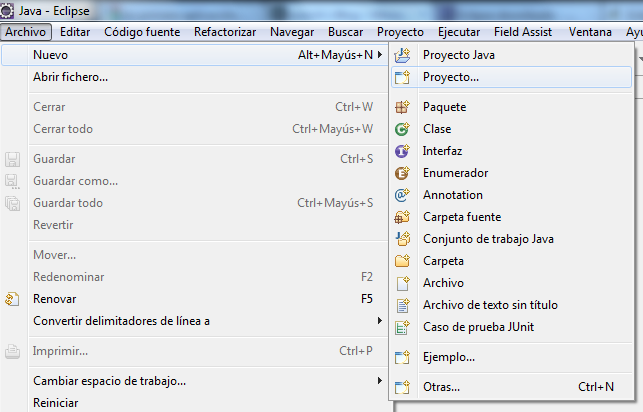 Java - Eclipse
Archivo Editar Código fuente Refactorizar Navegar Buscar Proyecto Ejecutar Field Assist Ventana Ayu
Nuevo Alt+Mayús+N
Abrir fichero...
Cerrar Ctrl+W
Cerrar todo Ctrl+Mayús+W
Guardar Ctrl+S
Guardar como...
Guardar todo Ctrl+Mayús+S
Revertir
Mover...
Redenominar F2
Renovar F5
Convertir delimitadores de línea a
Imprimir... Ctrl+P
Cambiar espacio de trabajo...
Reiniciar
Proyecto Java
Proyecto...
Paquete
Clase
Interfaz
Enumerador
Annotation
Carpeta fuente
Conjunto de trabajo Java
Carpeta
Archivo
Archivo de texto sin título
Caso de prueba JUnit
Ejemplo...
Otras... Ctrl+N